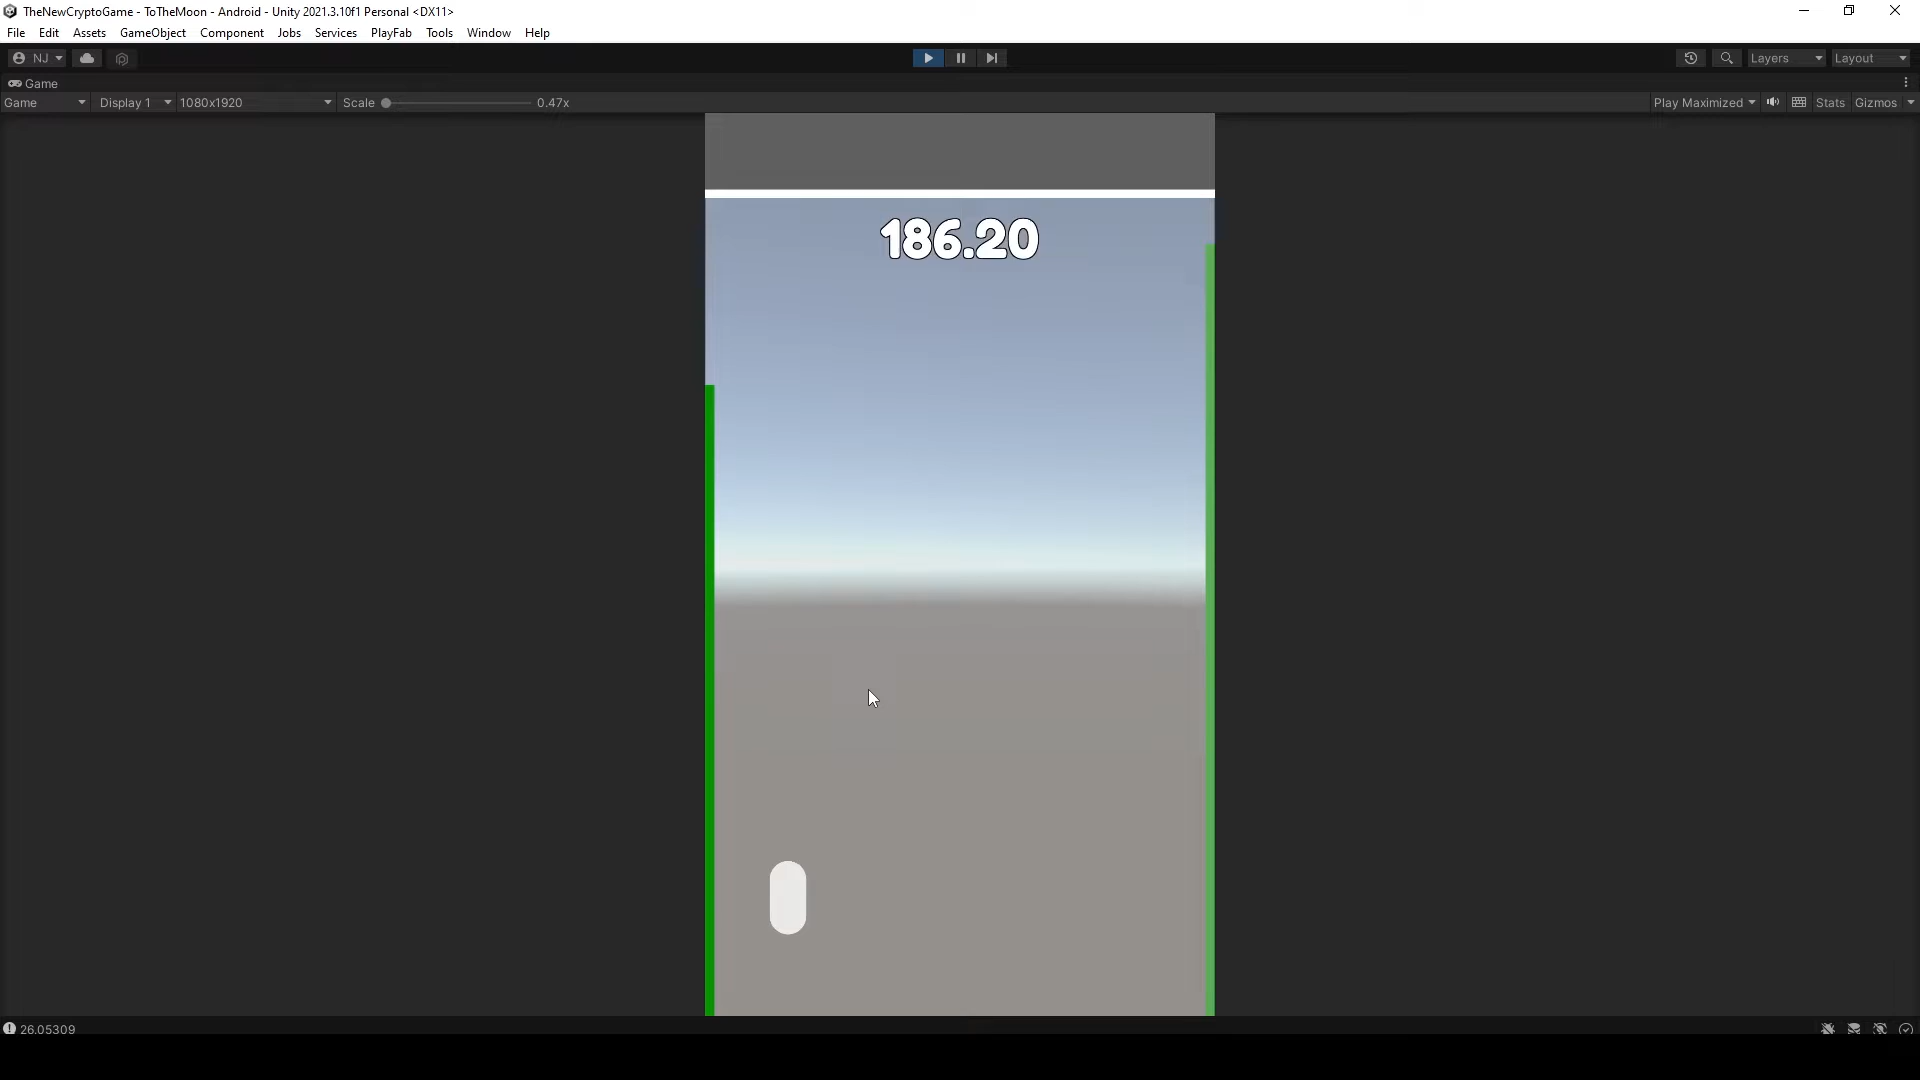 TheNewCryptoGame - ToTheMoon - Android - Unity 2021.3.10f1 Personal <DX11>
File Edit Assets GameObject Component Jobs Services PlayFab Tools Window Help
NJ Layers Layout
Game
Game Display 1 1080x1920 Scale 0.47x Play Maximized Stats Gizmos
186.20
26.05309